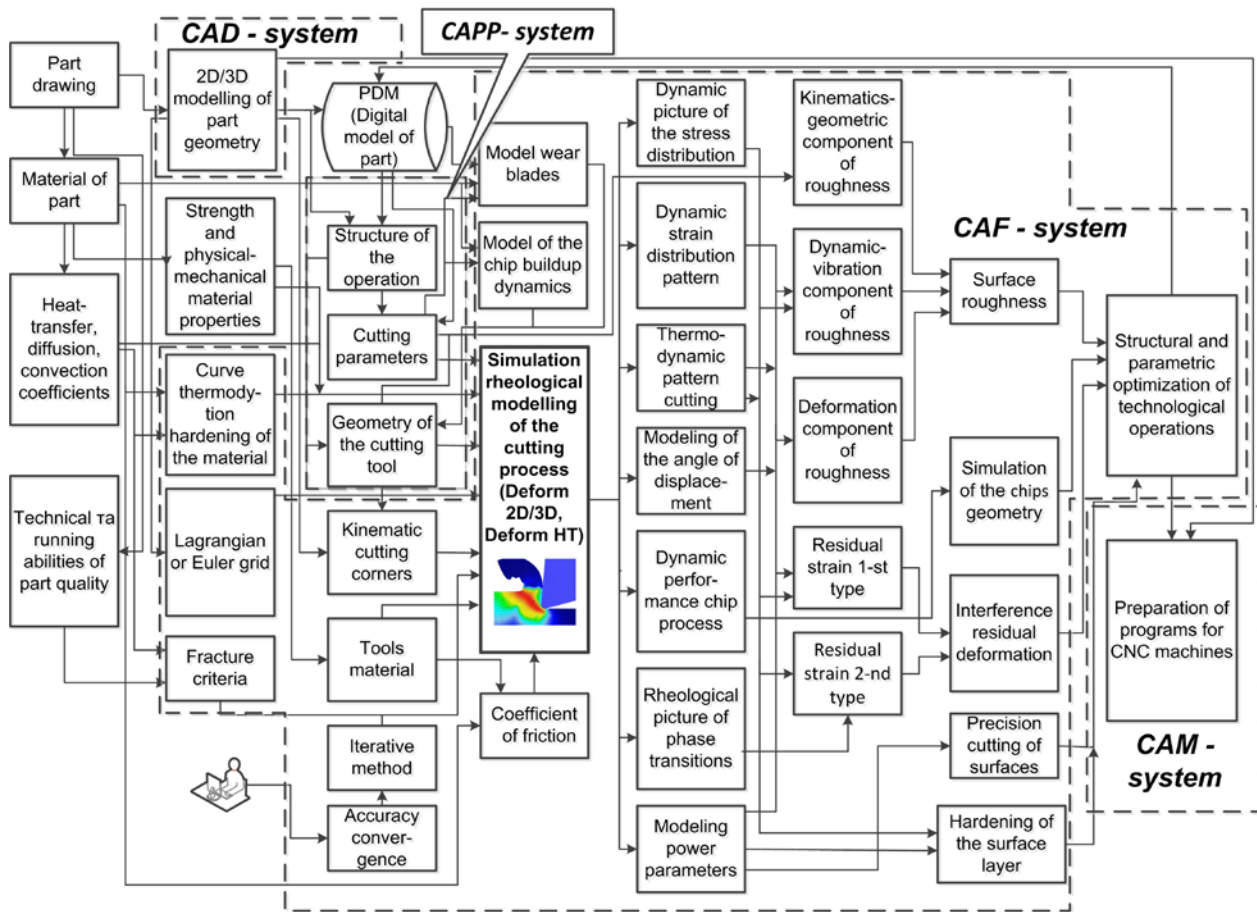 CAD - system
CAPP- system
Part
drawing
2D/3D
modelling of
part
geometry
PDM
(Digital model of
part)
Material of
part
Strength and
physical-
mechanical
material
properties
Heat-
transfer,
diffusion,
convection
coefficients
Curve
thermody-
tion
hardening of
the material
Technical та
running
abilities of
part quality
Lagrangian
or Euler grid
Fracture
criteria
Structure of
the
operation
Cutting
parameters
Geometry of
the cutting
tool
Kinematic
cutting
corners
Tools
material
Iterative
method
Accuracy
conver-
gence
Model wear
blades
Model of the
chip buildup
dynamics
Simulation
rheological
modelling
of the
cutting
process
(Deform
2D/3D,
Deform HT)
Coefficient
of friction
Dynamic
picture of
the stress
distribution
Dynamic
strain
distribution
pattern
Thermo-
dynamic
pattern
cutting
Modeling of
the angle of
displace-
ment
Dynamic
perfor-
mance chip
process
Rheological
picture of
phase
transitions
Modeling
power
parameters
Kinematics-
geometric
component
of
roughness
Dynamic-
vibration
component
of
roughness
Deformation
component
of
roughness
Residual
strain 1-st
type
Residual
strain 2-nd
type
CAF - system
Surface
roughness
Simulation
of the chips
geometry
Interference
residual
deformation
Precision
cutting of
surfaces
Hardening of
the surface
layer
Structural and
parametric
optimization of
technological
operations
Preparation of
programs for
CNC machines
CAM -
system